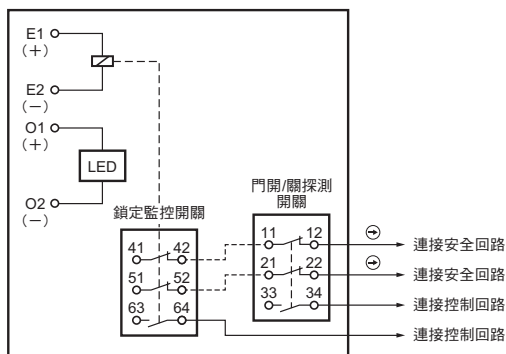 E1
(+)
E2
(−)
O1
(+)
LED
O2
(−)
鎖定監控開關
41 42
51 52
63 64
門開/關探測
開關
11 12
21 22
33 34
連接安全回路
連接安全回路
連接控制回路
連接控制回路